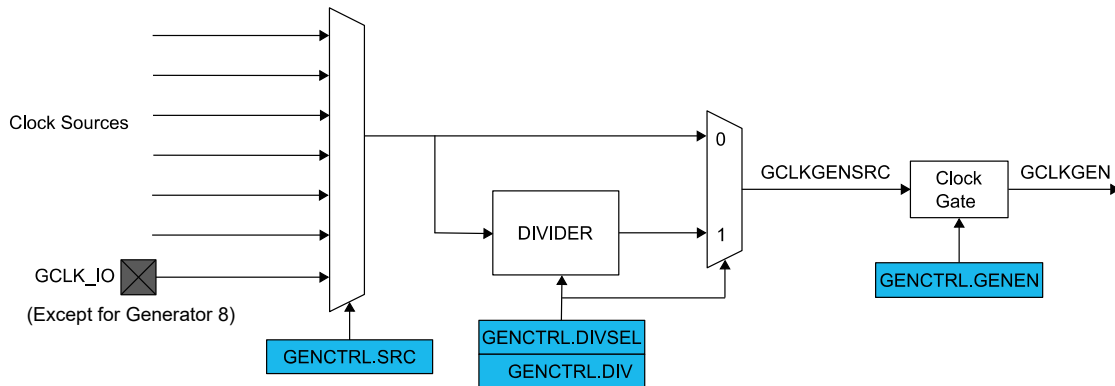 Clock Sources
GCLK_IO
(Except for Generator 8)
GENCTRL.SRC
DIVIDER
GENCTRL.DIVSEL
GENCTRL.DIV
0
1
GCLKGENSRC
Clock
Gate
GCLKGEN
GENCTRL.GENEN